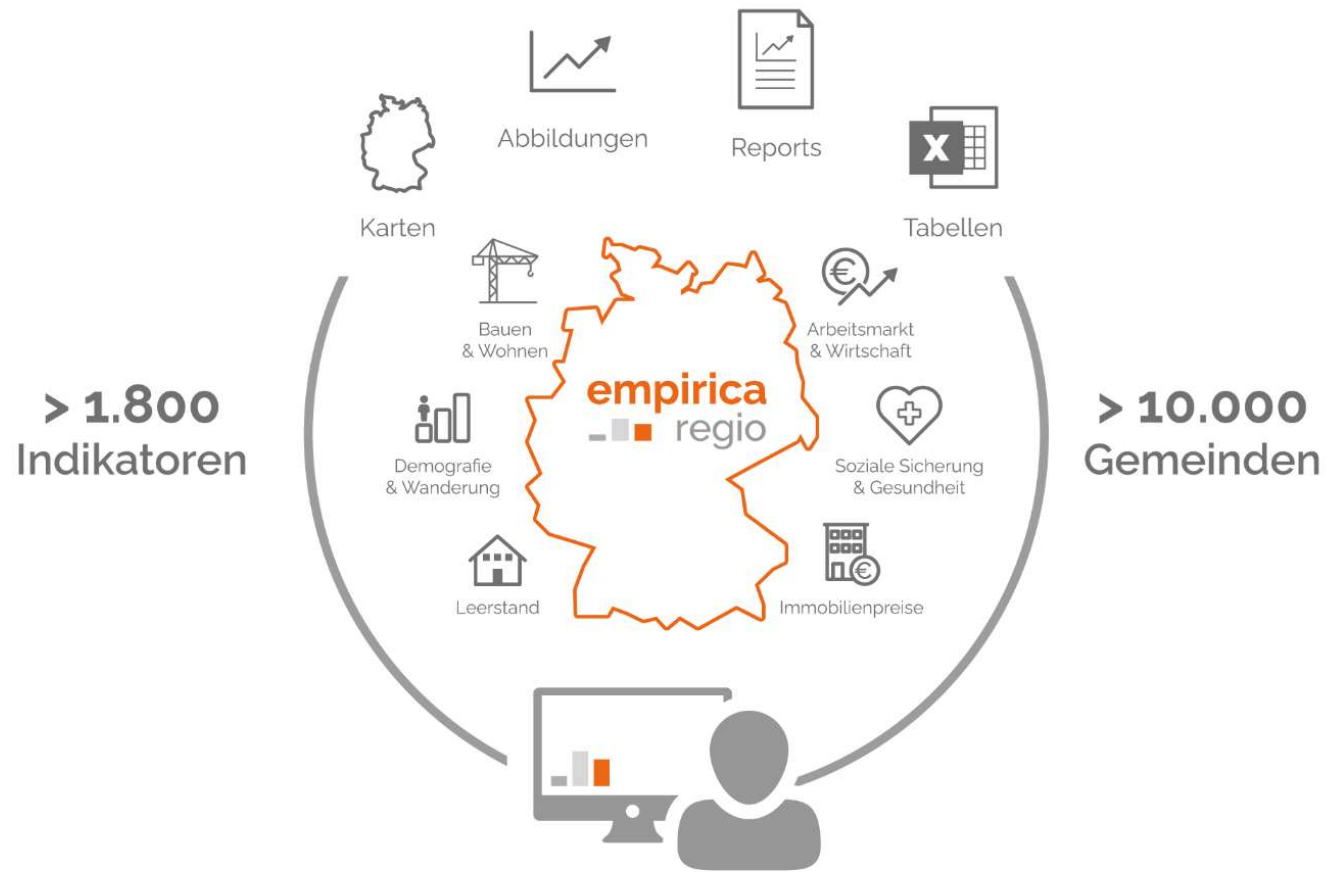 Abbildungen
Reports
Karten
Tabellen
Bauen
& Wohnen
Arbeitsmarkt
& Wirtschaft
empirica
regio
> 1.800
Indikatoren
> 10.000
Gemeinden
Demografie
& Wanderung
Soziale Sicherung
& Gesundheit
Leerstand
Immobilienpreise
X